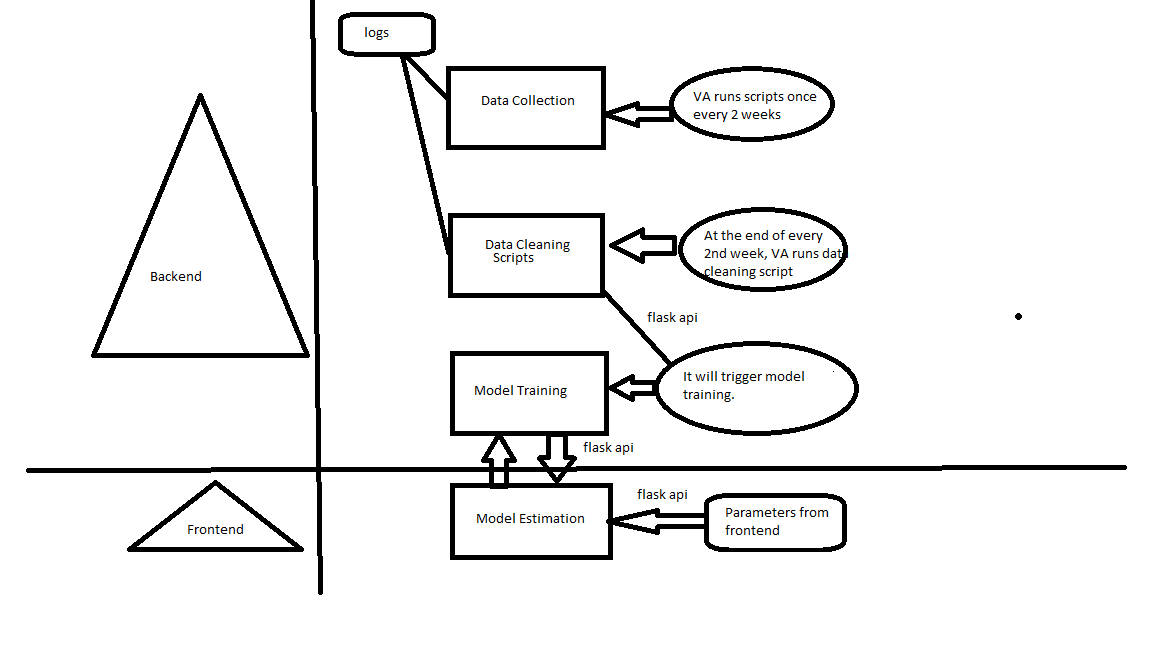 logs
Data Collection
VA runs scripts once
every 2 weeks
Backend
Data Cleaning
Scripts
At the end of every
2nd week, VA runs dat
cleaning script
flask api
Model Training
It will trigger model
training.
flask api
Frontend
Model Estimation
flask api
Parameters from
frontend